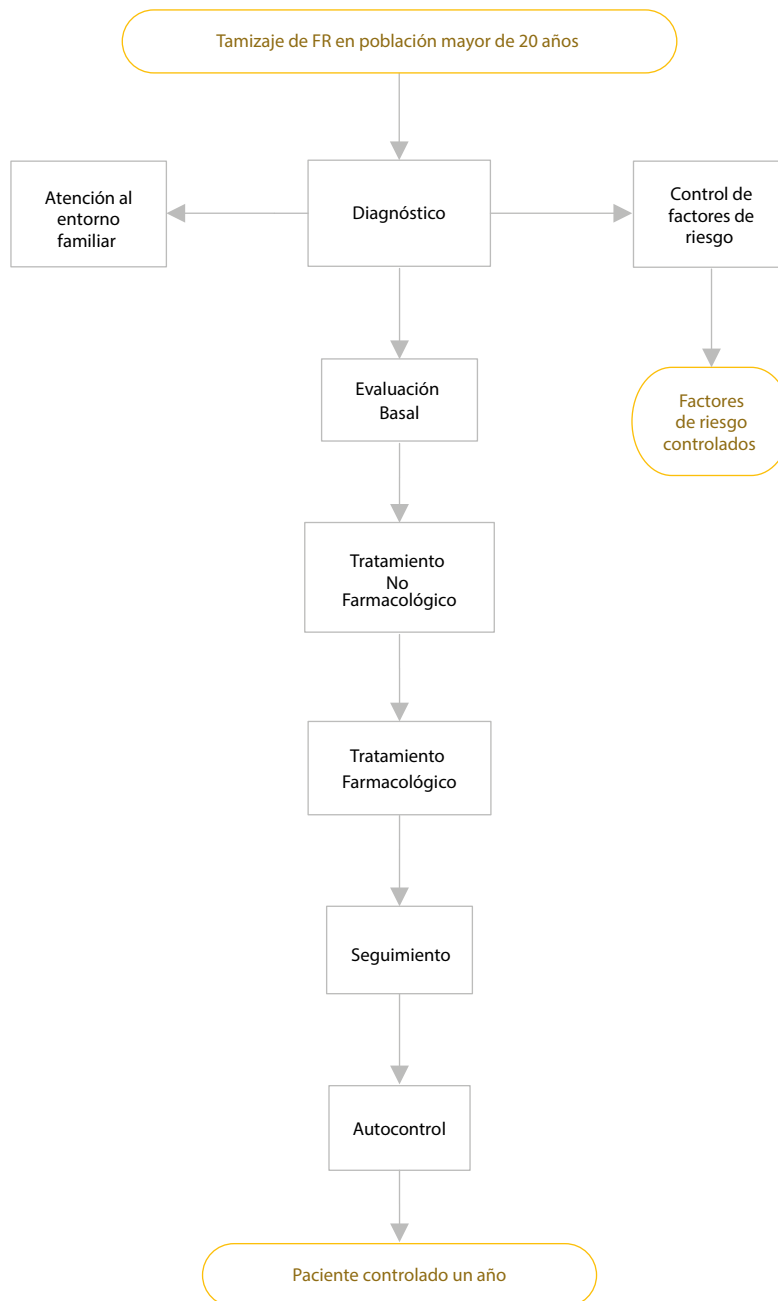 Tamizaje de FR en población mayor de 20 años
Atención al
entorno
familiar
Diagnóstico
Control de
factores de
riesgo
Evaluación
Basal
Factores
de riesgo
controlados
Tratamiento
No
Farmacológico
Tratamiento
Farmacológico
Seguimiento
Autocontrol
Paciente controlado un año